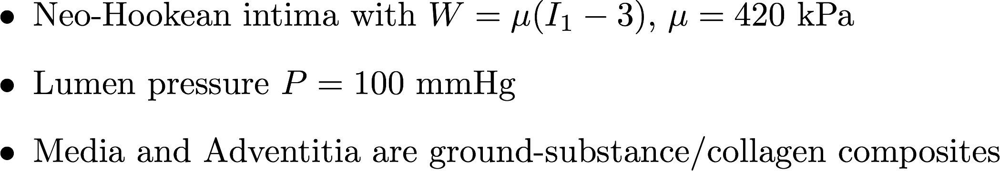 • Neo-Hookean intima with W = μ(I₁ − 3), μ = 420 kPa
• Lumen pressure P = 100 mmHg
• Media and Adventitia are ground-substance/collagen composites